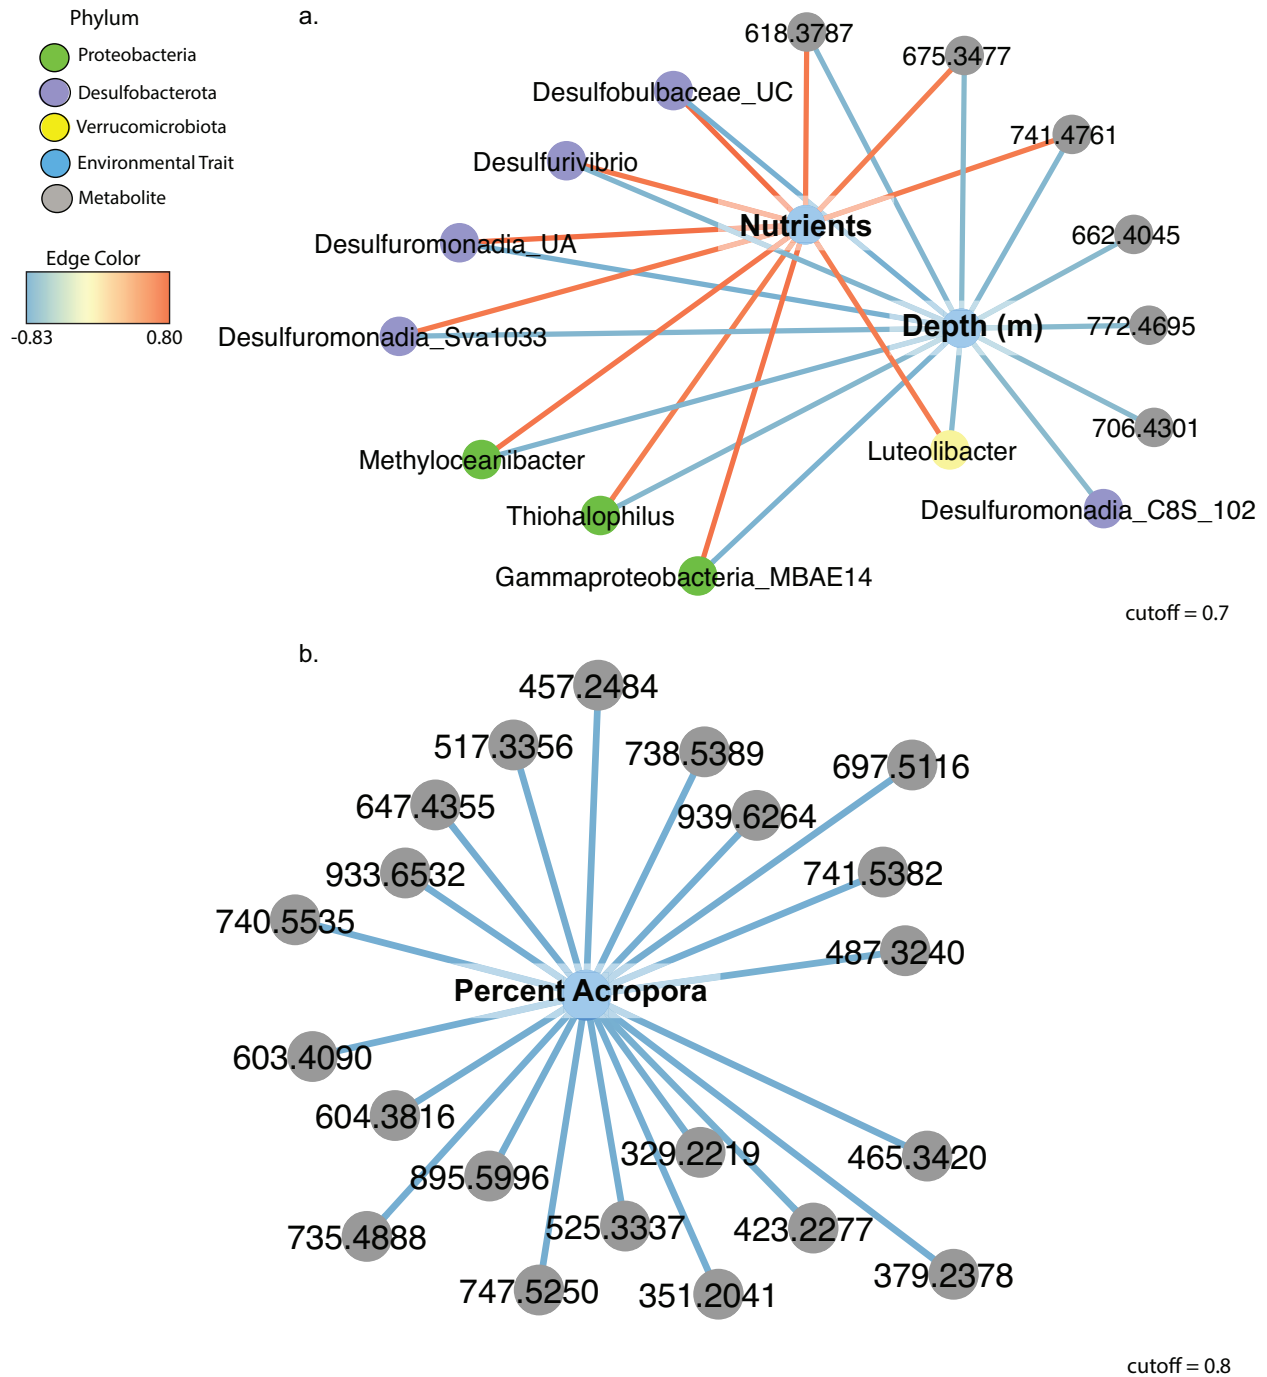 Phylum
Proteobacteria
Desulfobacterota
Verrucomicrobiota
Environmental Trait
Metabolite
Edge Color
-0.83
0.80
a.
618.3787
675.3477
Desulfobulbaceae_UC
741.4761
Desulfurivibrio
Nutrients
662.4045
Desulfuromonadia_UA
Depth (m)
772.4695
Desulfuromonadia_Sva1033
706.4301
Luteolibacter
Methyloceanibacter
Desulfuromonadia_C8S_102
Thiohalophilus
Gammaproteobacteria_MBAE14
cutoff = 0.7
b.
457.2484
517.3356
738.5389
697.5116
647.4355
939.6264
933.6532
741.5382
740.5535
487.3240
Percent Acropora
603.4090
604.3816
329.2219
465.3420
895.5996
525.3337
423.2277
735.4888
379.2378
747.5250
351.2041
cutoff = 0.8